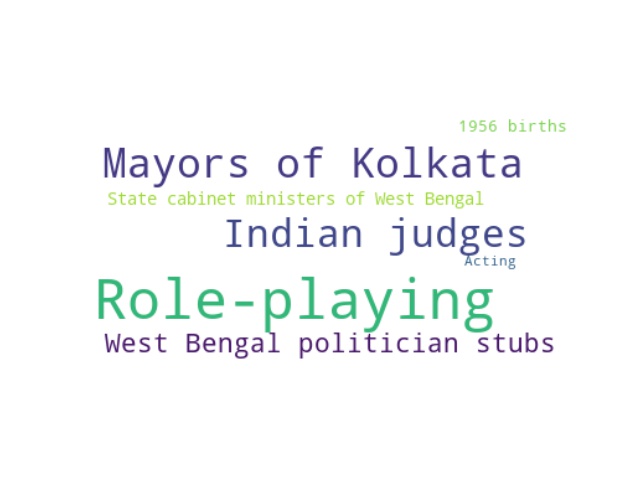 1956 births
Mayors of Kolkata
State cabinet ministers of West Bengal
Indian judges
Acting
Role-playing
West Bengal politician stubs